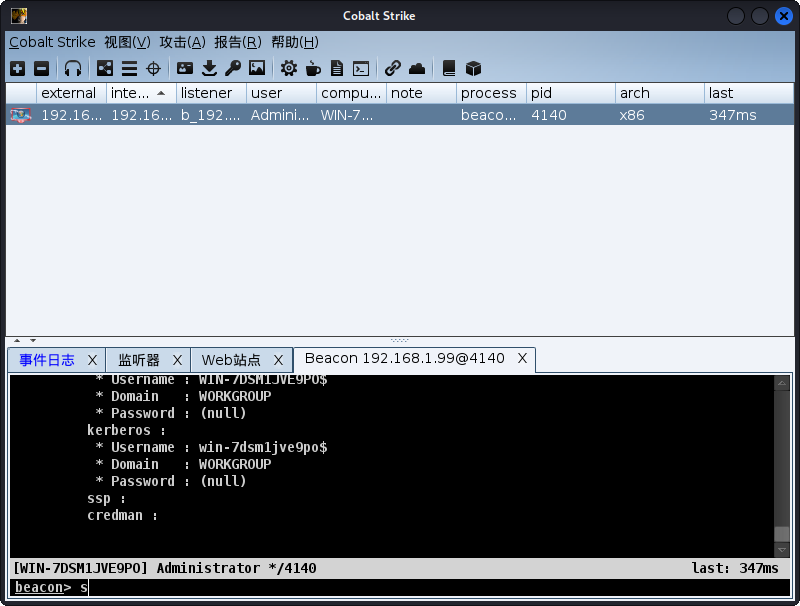 Cobalt Strike
Cobalt Strike 视图(V) 攻击(A) 报告(R) 帮助(H)
external inte... listener user compu... note process pid arch last
192.16... 192.16... b_192.... Admini... WIN-7... beaco... 4140 x86 347ms
事件日志 X 监听器 X Web站点 X Beacon 192.168.1.99@4140 X
* Username : WIN-7DSM1JVE9PO$
* Domain : WORKGROUP
* Password : (null)
kerberos :
* Username : win-7dsm1jve9po$
* Domain : WORKGROUP
* Password : (null)
ssp :
credman :
[WIN-7DSM1JVE9PO] Administrator */4140 last: 347ms
beacon> s